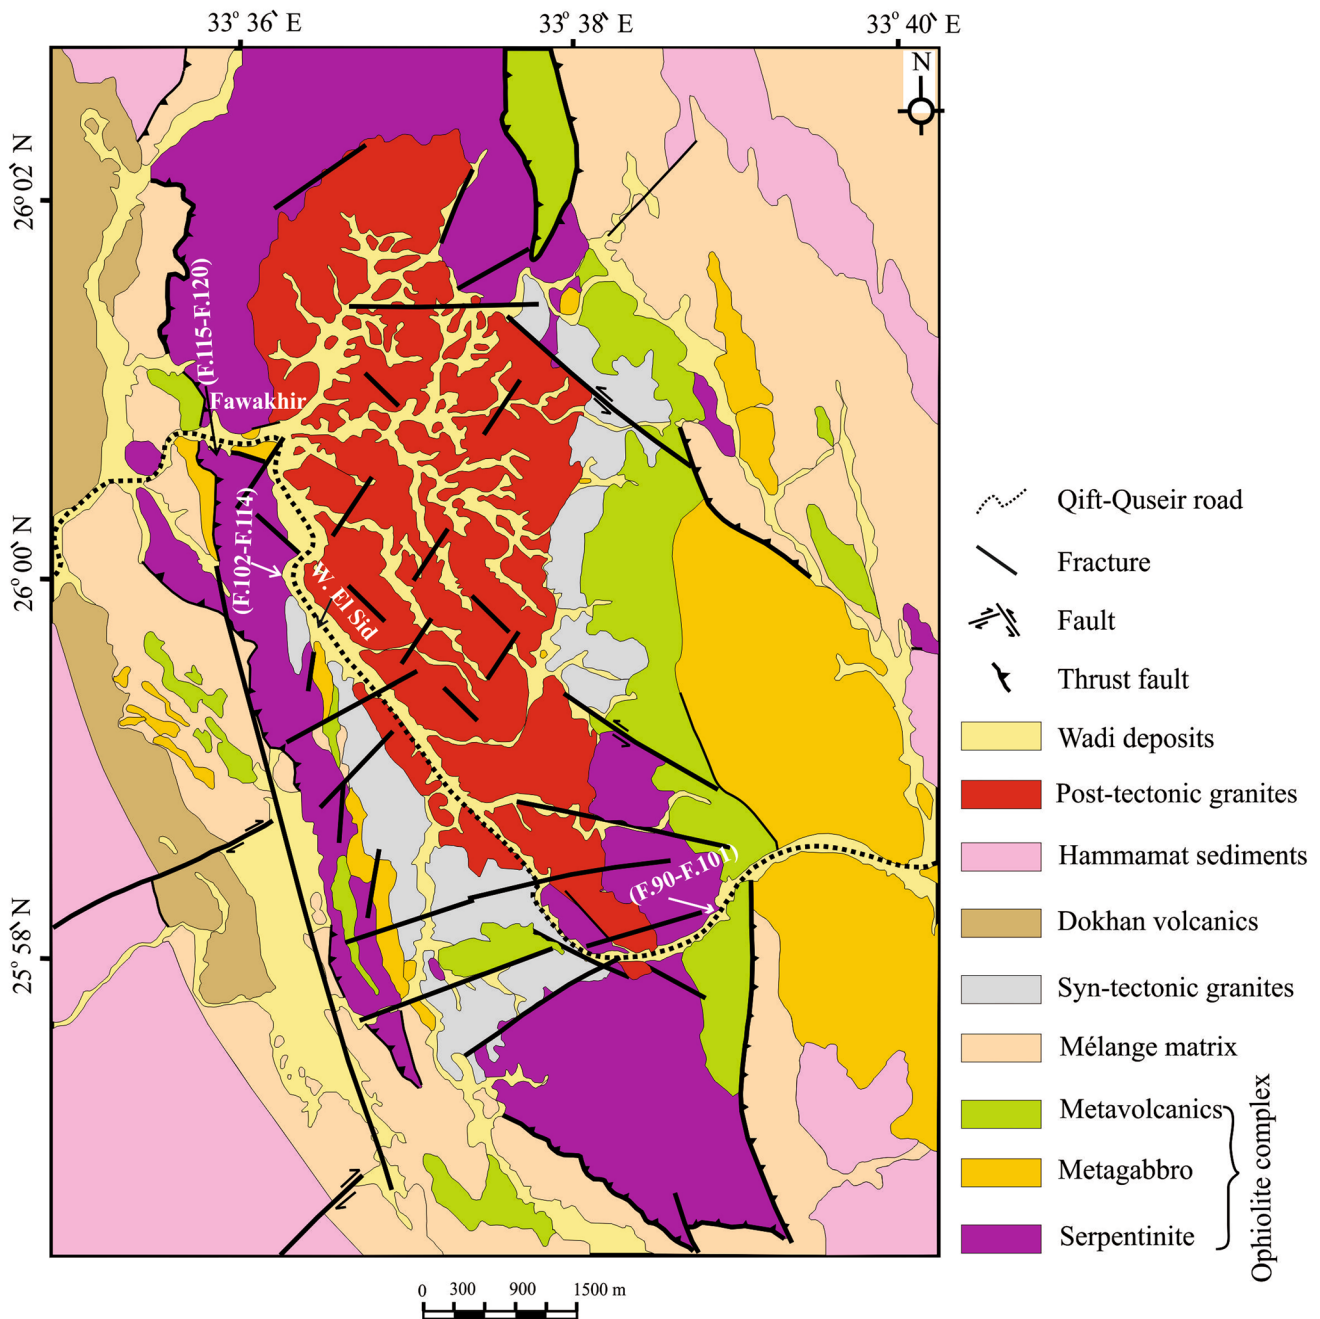 33° 36` E
33° 38` E
33° 40` E
N
26° 02` N
26° 00` N
25° 58` N
(F.115-F.120)
Fawakhir
(F.102-F.114)
W. El Sid
(F.90-F.101)
Qift-Quseir road
Fracture
Fault
Thrust fault
Wadi deposits
Post-tectonic granites
Hammamat sediments
Dokhan volcanics
Syn-tectonic granites
Mélange matrix
Metavolcanics
Metagabbro
Serpentinite
Ophiolite complex
0 300 900 1500 m